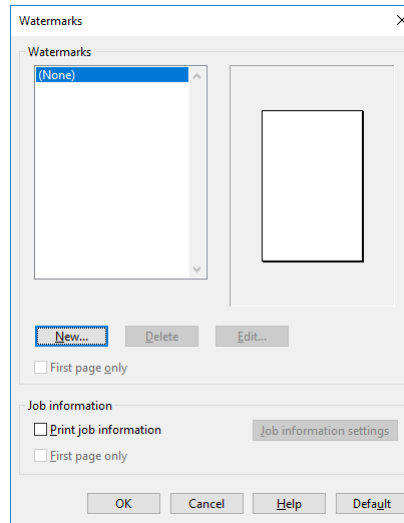 Watermarks
Watermarks
(None)
New... Delete Edit...
First page only
Job information
Print job information Job information settings
First page only
OK Cancel Help Default